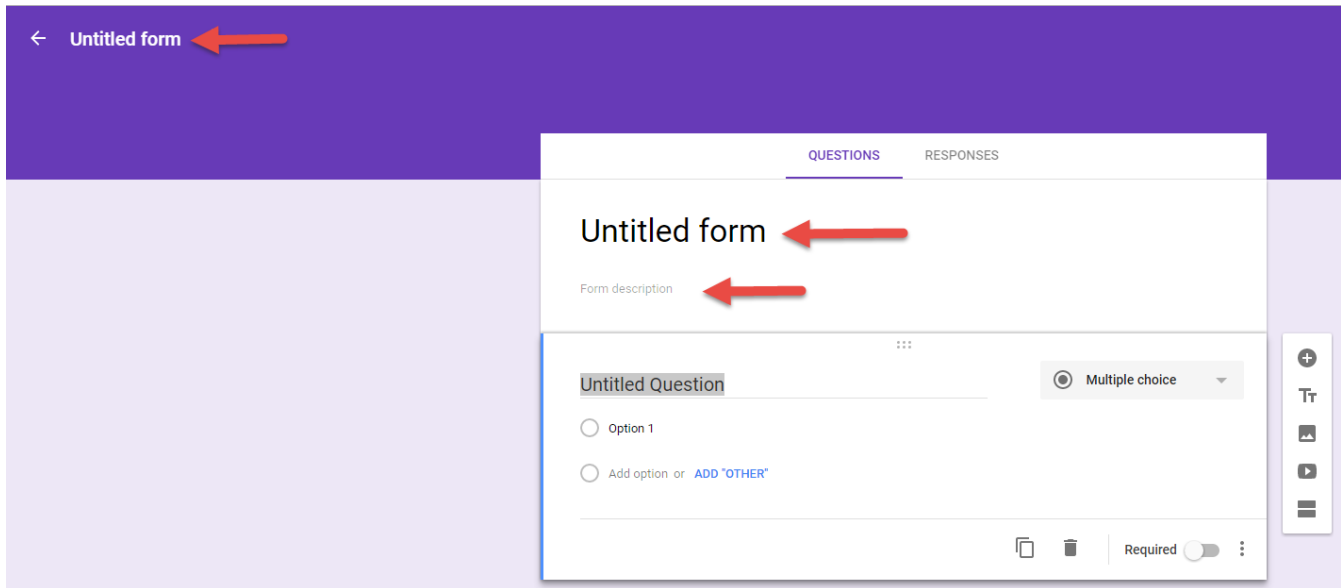 Untitled form
QUESTIONS RESPONSES
Untitled form
Form description
Untitled Question
Multiple choice
Option 1
Add option or ADD "OTHER"
Required